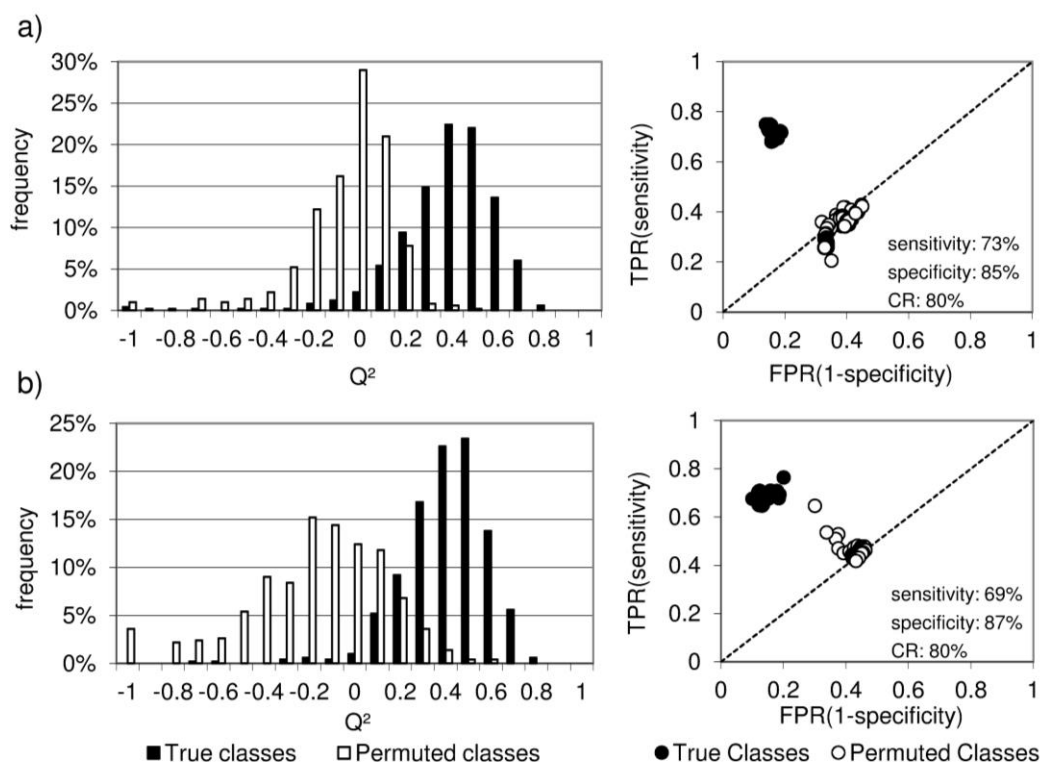 a)
30%
25%
20%
15%
10%
5%
0%
frequency
-1 -0.8 -0.6 -0.4 -0.2 0 0.2 0.4 0.6 0.8 1
Q²
1
0.8
0.6
0.4
0.2
0
TPR(sensitivity)
sensitivity: 73%
specificity: 85%
CR: 80%
0 0.2 0.4 0.6 0.8 1
FPR(1-specificity)
b)
25%
20%
15%
10%
5%
0%
frequency
-1 -0.8 -0.6 -0.4 -0.2 0 0.2 0.4 0.6 0.8 1
Q²
True classes Permuted classes
1
0.8
0.6
0.4
0.2
0
TPR(sensitivity)
sensitivity: 69%
specificity: 87%
CR: 80%
0 0.2 0.4 0.6 0.8 1
FPR(1-specificity)
True Classes Permuted Classes